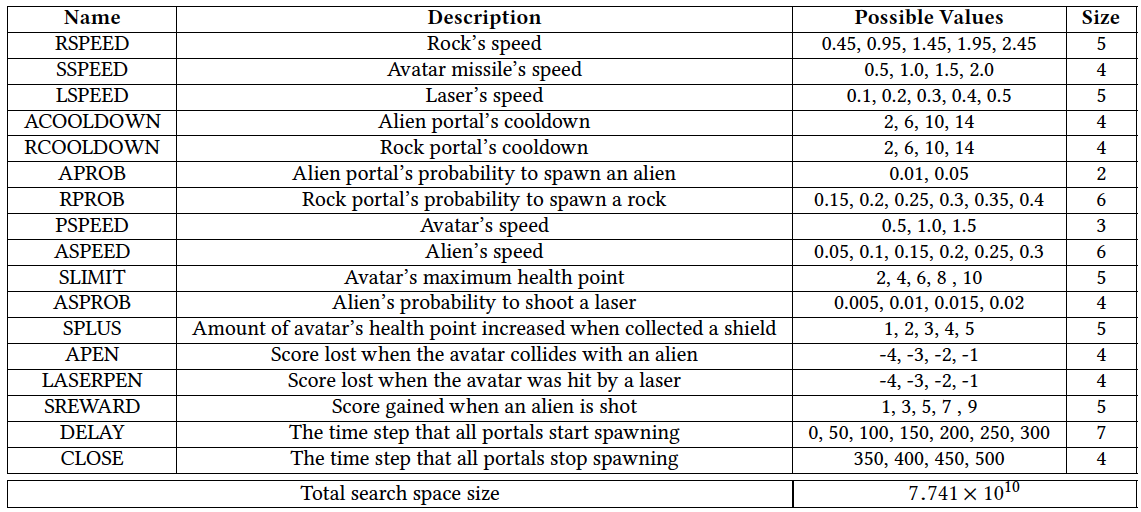 Name Description Possible Values Size
RSPEED Rock's speed 0.45, 0.95, 1.45, 1.95, 2.45 5
SSPEED Avatar missile's speed 0.5, 1.0, 1.5, 2.0 4
LSPEED Laser's speed 0.1, 0.2, 0.3, 0.4, 0.5 5
ACOOLDOWN Alien portal's cooldown 2, 6, 10, 14 4
RCOOLDOWN Rock portal's cooldown 2, 6, 10, 14 4
APROB Alien portal's probability to spawn an alien 0.01, 0.05 2
RPROB Rock portal's probability to spawn a rock 0.15, 0.2, 0.25, 0.3, 0.35, 0.4 6
PSPEED Avatar's speed 0.5, 1.0, 1.5 3
ASPEED Alien's speed 0.05, 0.1, 0.15, 0.2, 0.25, 0.3 6
SLIMIT Avatar's maximum health point 2, 4, 6, 8 , 10 5
ASPROB Alien's probability to shoot a laser 0.005, 0.01, 0.015, 0.02 4
SPLUS Amount of avatar's health point increased when collected a shield 1, 2, 3, 4, 5 5
APEN Score lost when the avatar collides with an alien -4, -3, -2, -1 4
LASERPEN Score lost when the avatar was hit by a laser -4, -3, -2, -1 4
SREWARD Score gained when an alien is shot 1, 3, 5, 7 , 9 5
DELAY The time step that all portals start spawning 0, 50, 100, 150, 200, 250, 300 7
CLOSE The time step that all portals stop spawning 350, 400, 450, 500 4
Total search space size 7.741 × 10¹⁰